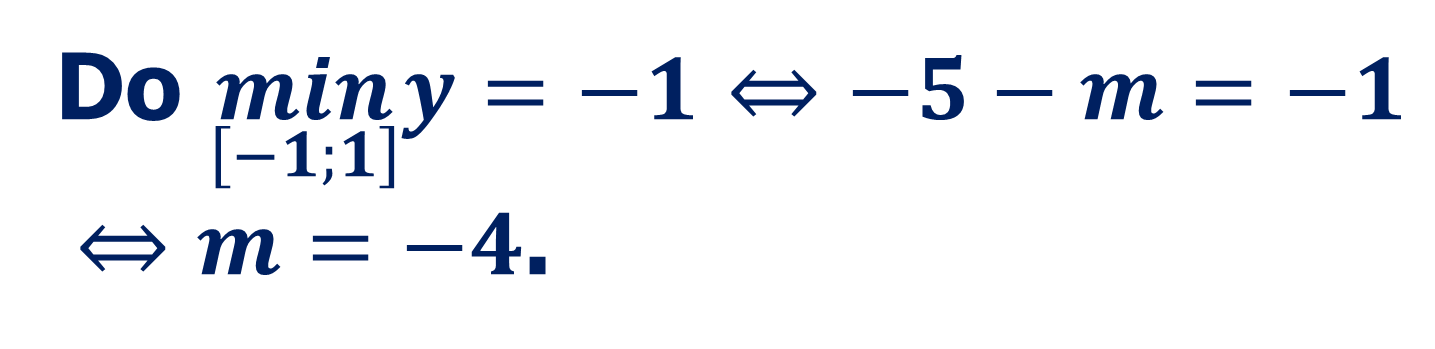 Do min y = −1 ⇔ −5 − m = −1
[−1;1]
⇔ m = −4.